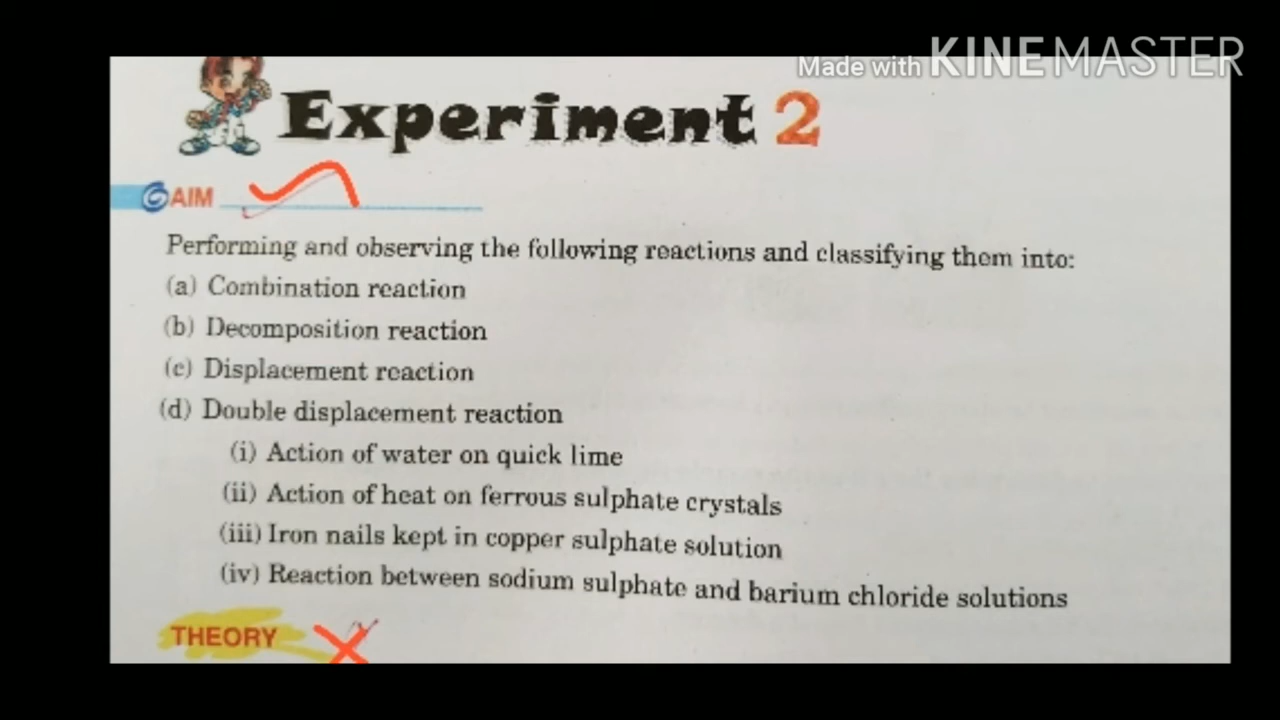 Made with KINEMASTER
Experiment 2
AIM
Performing and observing the following reactions and classifying them into:
(a) Combination reaction
(b) Decomposition reaction
(c) Displacement reaction
(d) Double displacement reaction
(i) Action of water on quick lime
(ii) Action of heat on ferrous sulphate crystals
(iii) Iron nails kept in copper sulphate solution
(iv) Reaction between sodium sulphate and barium chloride solutions
THEORY